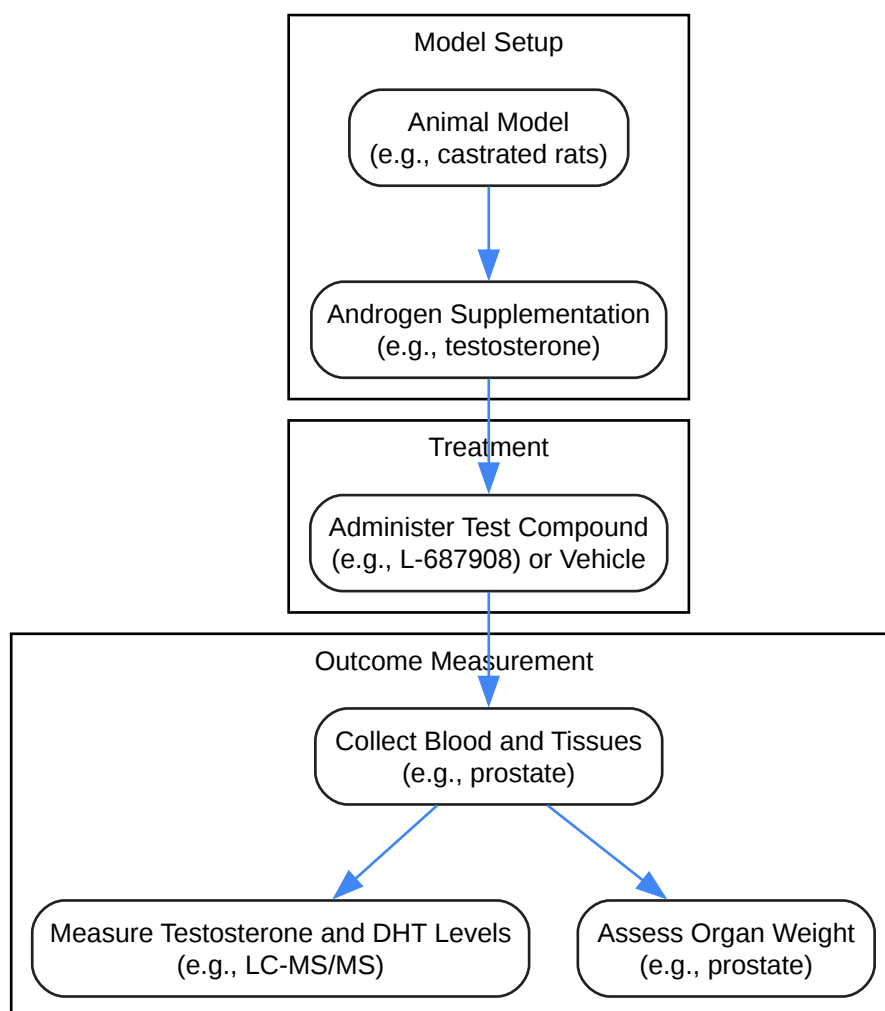 Model Setup
Animal Model
(e.g., castrated rats)
Androgen Supplementation
(e.g., testosterone)
Treatment
Administer Test Compound
(e.g., L-687908) or Vehicle
Outcome Measurement
Collect Blood and Tissues
(e.g., prostate)
Measure Testosterone and DHT Levels
(e.g., LC-MS/MS)
Assess Organ Weight
(e.g., prostate)